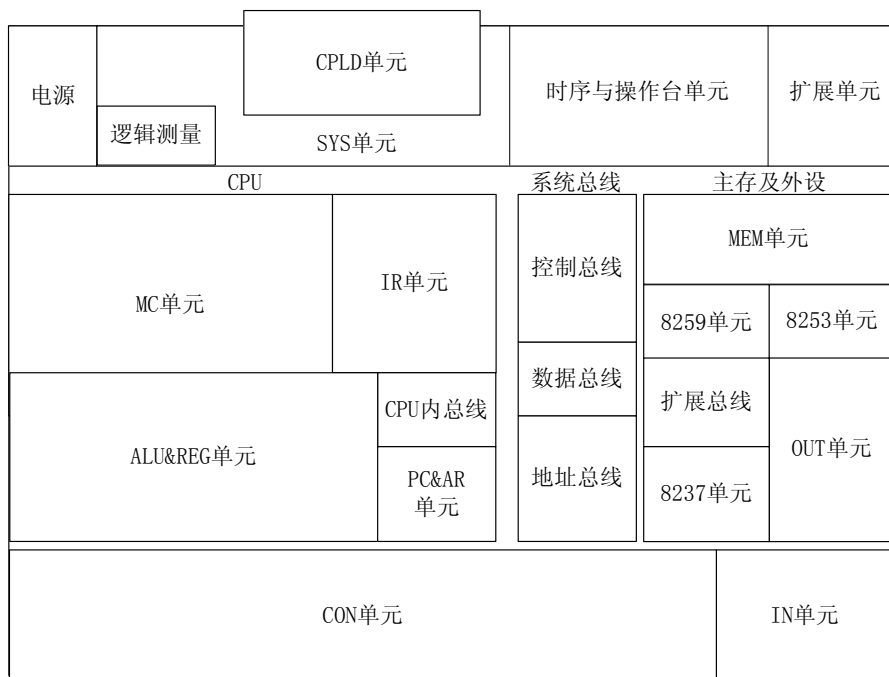 CPLD单元
电源
时序与操作台单元
扩展单元
逻辑测量
SYS单元
CPU
系统总线
主存及外设
MEM单元
控制总线
IR单元
MC单元
8259单元
8253单元
数据总线
CPU内总线
扩展总线
ALU&REG单元
OUT单元
PC&AR
单元
地址总线
8237单元
CON单元
IN单元